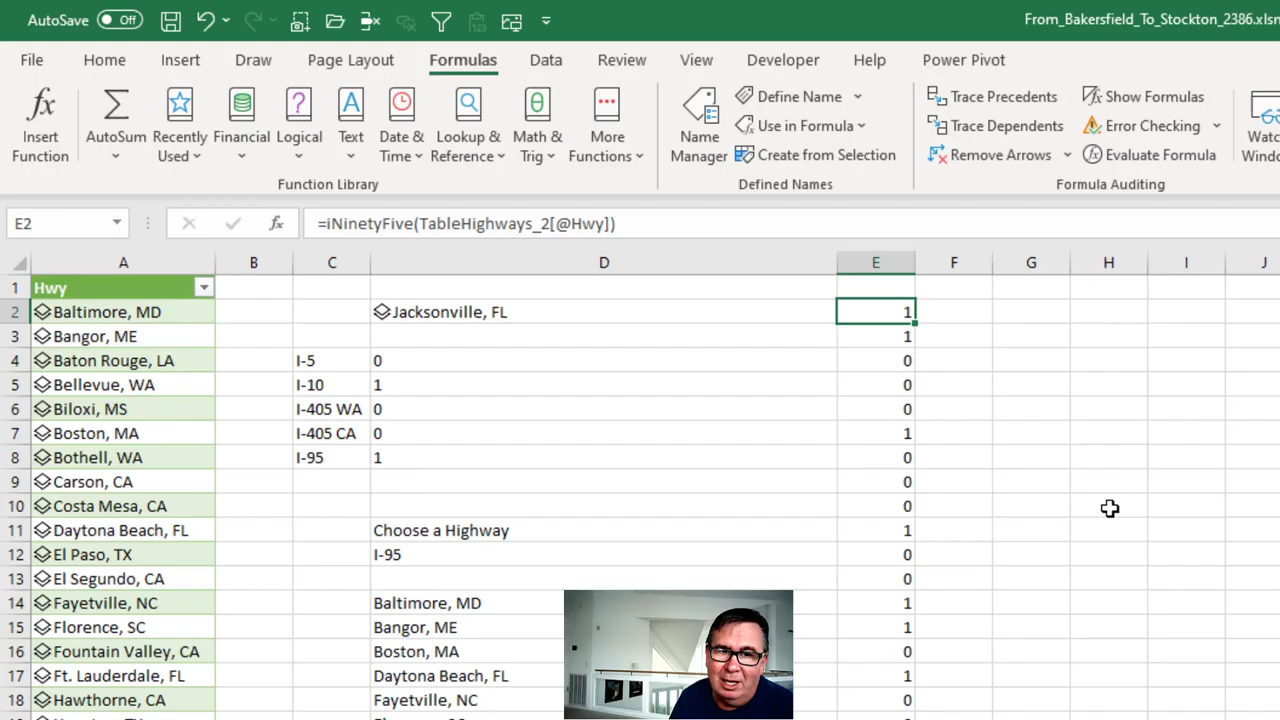 AutoSave Off From_Bakersfield_To_Stockton_2386.xlsm
File Home Insert Draw Page Layout Formulas Data Review View Developer Help Power Pivot
Insert Function
AutoSum
Recently Used
Financial
Logical
Text
Date & Time
Lookup & Reference
Math & Trig
More Functions
Function Library
Name Manager
Define Name
Use in Formula
Create from Selection
Defined Names
Trace Precedents
Trace Dependents
Remove Arrows
Show Formulas
Error Checking
Evaluate Formula
Formula Auditing
E2 fx =iNinetyFive(TableHighways_2[@Hwy])
A B C D E F G H I J
1 Hwy
2 Baltimore, MD Jacksonville, FL 1
3 Bangor, ME 1
4 Baton Rouge, LA I-5 0 0
5 Bellevue, WA I-10 1 0
6 Biloxi, MS I-405 WA 0 0
7 Boston, MA I-405 CA 0 1
8 Bothell, WA I-95 1 0
9 Carson, CA 0
10 Costa Mesa, CA 0
11 Daytona Beach, FL Choose a Highway 1
12 El Paso, TX I-95 0
13 El Segundo, CA 0
14 Fayetville, NC Baltimore, MD 1
15 Florence, SC Bangor, ME 1
16 Fountain Valley, CA Boston, MA 0
17 Ft. Lauderdale, FL Daytona Beach, FL 1
18 Hawthorne, CA Fayetville, NC 0